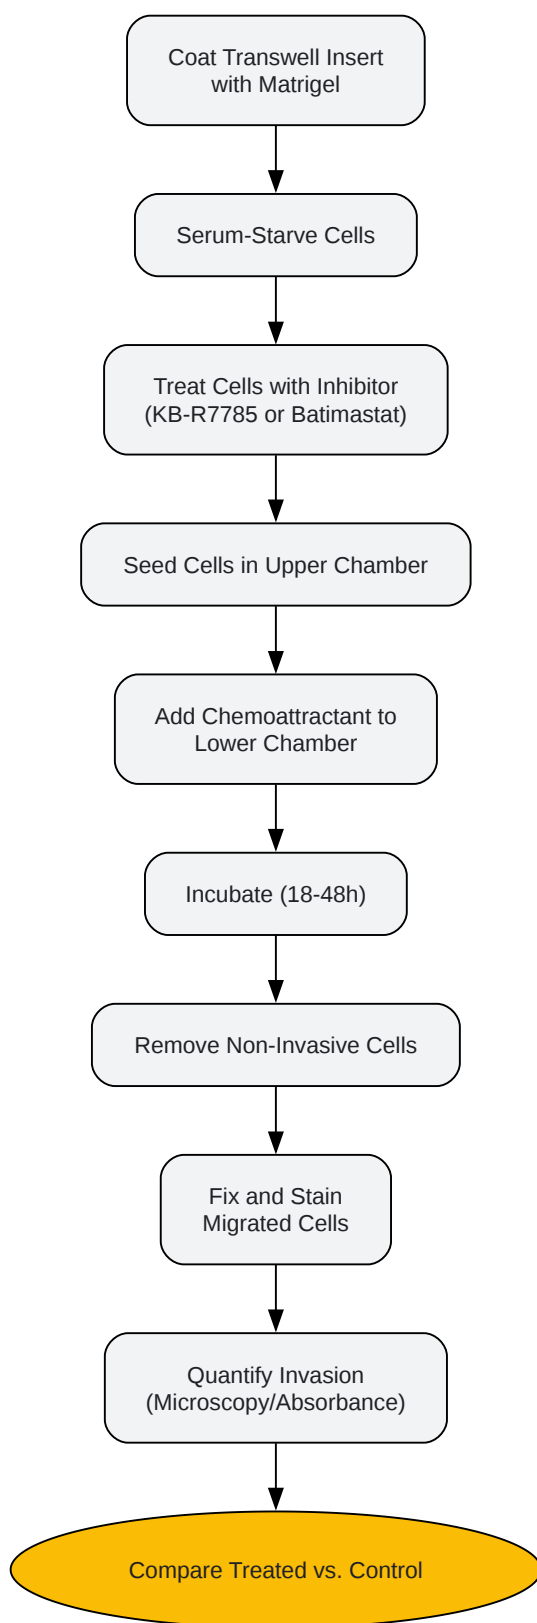 Coat Transwell Insert
with Matrigel
Serum-Starve Cells
Treat Cells with Inhibitor
(KB-R7785 or Batimastat)
Seed Cells in Upper Chamber
Add Chemoattractant to
Lower Chamber
Incubate (18-48h)
Remove Non-Invasive Cells
Fix and Stain
Migrated Cells
Quantify Invasion
(Microscopy/Absorbance)
Compare Treated vs. Control